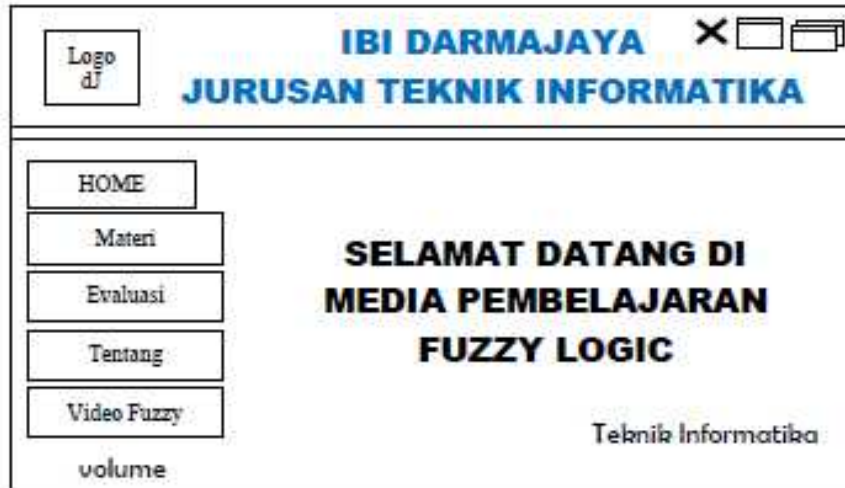 Logo
dJ
IBI DARMAJAYA
JURUSAN TEKNIK INFORMATIKA
HOME
Materi
Evaluasi
Tentang
Video Fuzzy
volume
SELAMAT DATANG DI
MEDIA PEMBELAJARAN
FUZZY LOGIC
Teknik Informatika